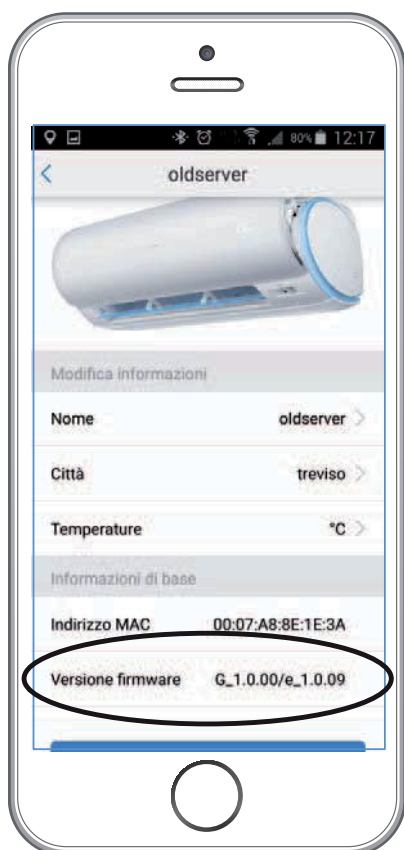 80% 12:17
oldserver
Modifica informazioni
Nome oldserver
Città treviso
Temperature °C
Informazioni di base
Indirizzo MAC 00:07:A8:8E:1E:3A
Versione firmware G_1.0.00/e_1.0.09